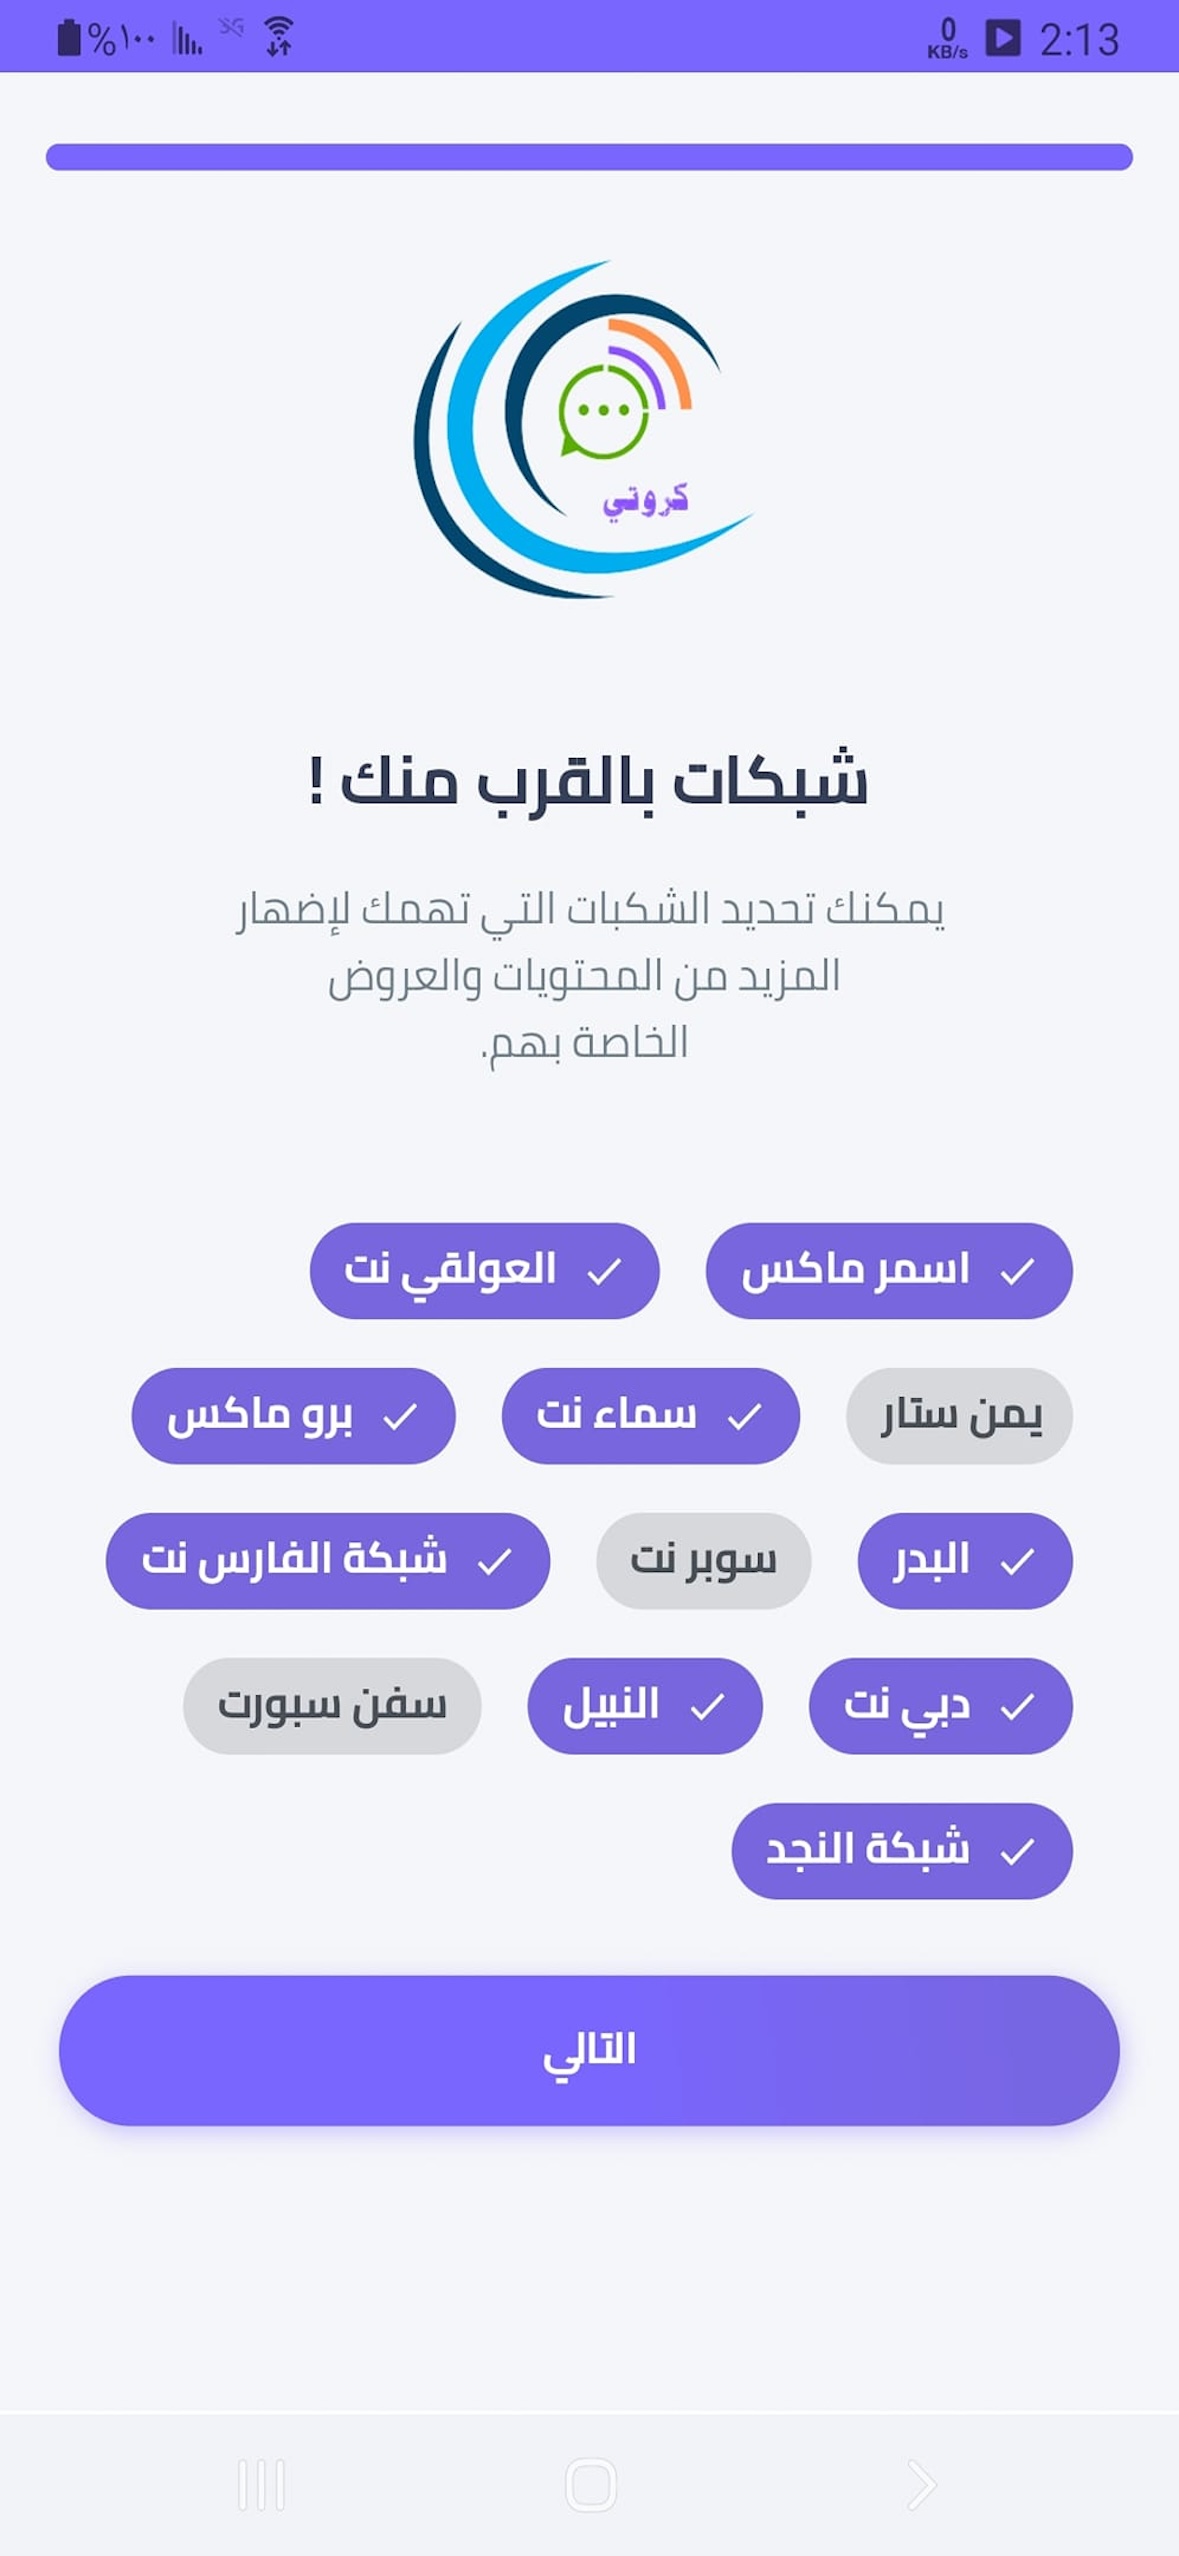 2:13
0
KB/s
3G
%١٠٠
كروتي
شبكات بالقرب منك !
يمكنك تحديد الشكبات التي تهمك لإضهار
المزيد من المحتويات والعروض
الخاصة بهم.
اسمر ماكس
العولقي نت
يمن ستار
سماء نت
برو ماكس
البدر
سوبر نت
شبكة الفارس نت
دبي نت
النبيل
سفن سبورت
شبكة النجد
التالي